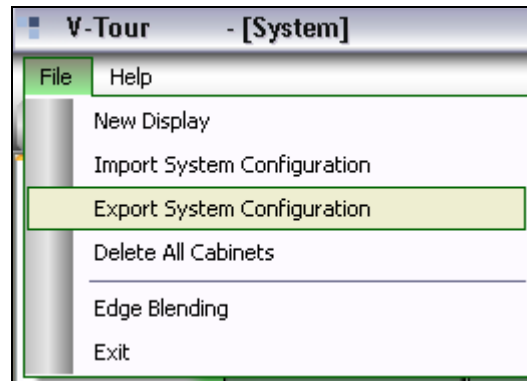 V-Tour - [System]
File Help
New Display
Import System Configuration
Export System Configuration
Delete All Cabinets
Edge Blending
Exit